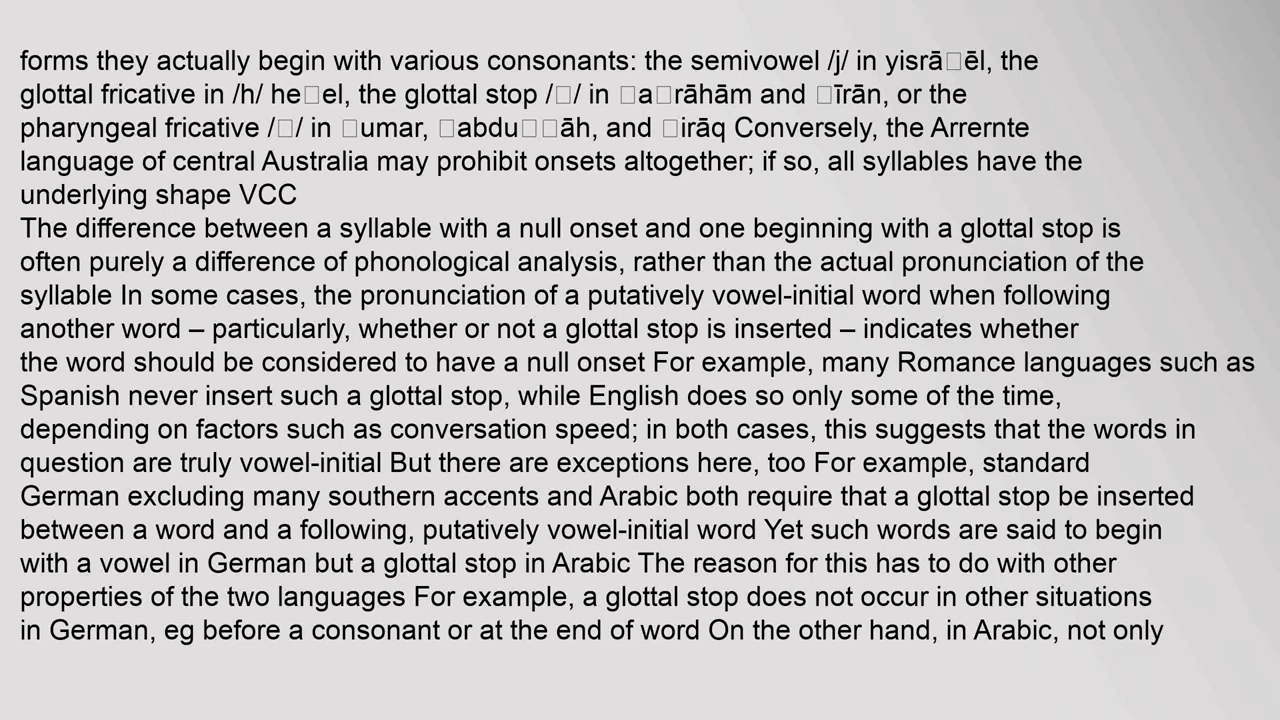 forms they actually begin with various consonants: the semivowel /j/ in yisrā□ēl, the
glottal fricative in /h/ he□el, the glottal stop /□/ in □a□rāhām and □īrān, or the
pharyngeal fricative /□/ in □umar, □abdu□□āh, and □irāq Conversely, the Arrernte
language of central Australia may prohibit onsets altogether; if so, all syllables have the
underlying shape VCC
The difference between a syllable with a null onset and one beginning with a glottal stop is
often purely a difference of phonological analysis, rather than the actual pronunciation of the
syllable In some cases, the pronunciation of a putatively vowel-initial word when following
another word – particularly, whether or not a glottal stop is inserted – indicates whether
the word should be considered to have a null onset For example, many Romance languages such as
Spanish never insert such a glottal stop, while English does so only some of the time,
depending on factors such as conversation speed; in both cases, this suggests that the words in
question are truly vowel-initial But there are exceptions here, too For example, standard
German excluding many southern accents and Arabic both require that a glottal stop be inserted
between a word and a following, putatively vowel-initial word Yet such words are said to begin
with a vowel in German but a glottal stop in Arabic The reason for this has to do with other
properties of the two languages For example, a glottal stop does not occur in other situations
in German, eg before a consonant or at the end of word On the other hand, in Arabic, not only